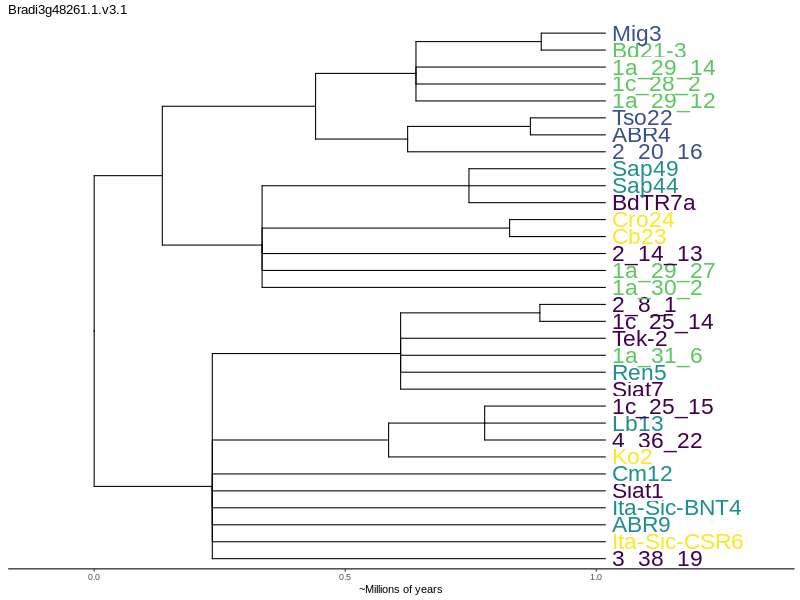 Bradi3g48261.1.v3.1
Mig3
Bd21-3
1a_29_14
1c_28_2
1a_29_12
Tso22
ABR4
2_20_16
Sap49
Sap44
BdTR7a
Cro24
Cb23
2_14_13
1a_29_27
1a_30_2
2_8_1
1c_25_14
Tek-2
1a_31_6
Ren5
Siat7
1c_25_15
Lb13
4_36_22
Ko2
Cm12
Siat1
Ita-Sic-BNT4
ABR9
Ita-Sic-CSR6
3_38_19
0.0 0.5 1.0
~Millions of years